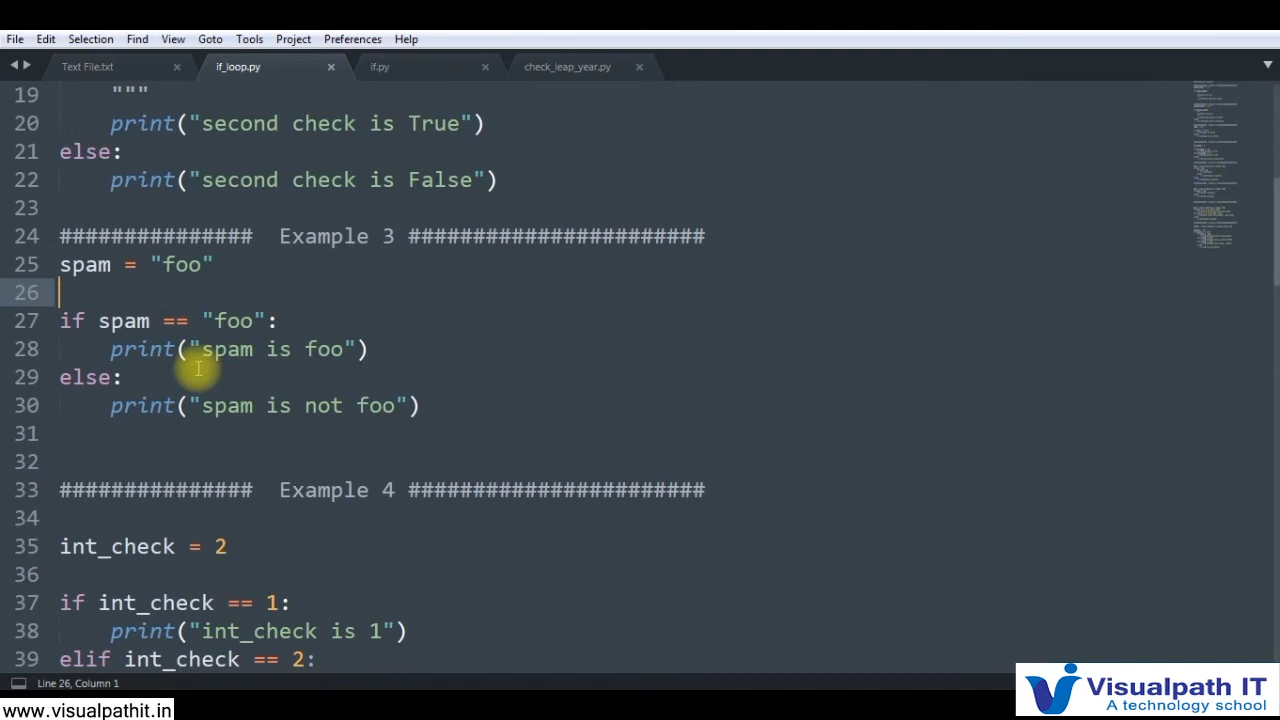 File Edit Selection Find View Goto Tools Project Preferences Help
Text File.txt if_loop.py if.py check_leap_year.py
19 """
20 print("second check is True")
21 else:
22 print("second check is False")
23
24 ############### Example 3 #######################
25 spam = "foo"
26
27 if spam == "foo":
28 print("spam is foo")
29 else:
30 print("spam is not foo")
31
32
33 ############### Example 4 #######################
34
35 int_check = 2
36
37 if int_check == 1:
38 print("int_check is 1")
39 elif int_check == 2:
Line 26, Column 1
Visualpath IT
A technology school
www.visualpathit.in